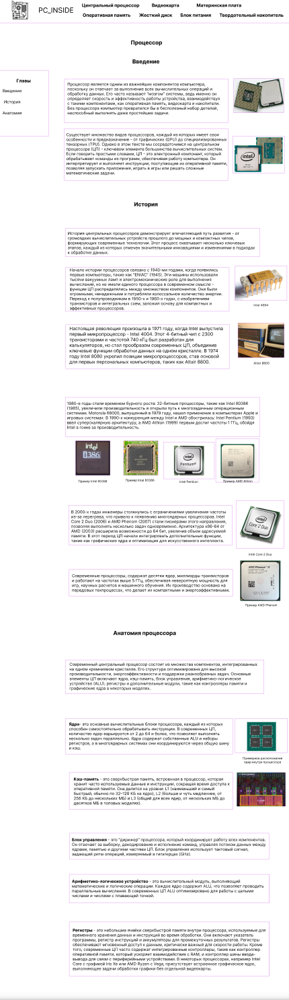 PC_INSIDE
Центральный процессор Видеокарта Материнская плата
Оперативная память Жесткий диск Блок питания Твердотельный накопитель
Процессор
Введение
Главы
Введение
История
Анатомия
Процессор является одним из важнейших компонентов компьютера,
поскольку он отвечает за выполнение всех вычислительных операций и
обработку данных. Его часто называют "мозгом" системы, ведь именно он
определяет скорость и эффективность работы устройства, взаимодействуя
с такими компонентами, как оперативная память, видеокарта и накопители.
Без процессора компьютер превратился бы в бесполезный набор деталей,
неспособный выполнять даже простейшие задачи.
Существует множество видов процессоров, каждый из которых имеет свои
особенности и предназначение - от графических (GPU) до специализированных
тензорных (TPU). Однако в этом тексте мы сосредоточимся на центральном
процессоре (ЦП) - ключевом элементе большинства вычислительных систем.
Если говорить простыми словами, ЦП - это электронный компонент, который
обрабатывает команды из программ, обеспечивая работу компьютера. Он
интерпретирует и выполняет инструкции, поступающие из оперативной памяти,
позволяя запускать приложения, играть в игры или решать сложные
математические задачи.
intel
История
История центральных процессоров демонстрирует впечатляющий путь развития - от
громоздких вычислительных устройств прошлого до мощных и компактных чипов,
формирующих современные технологии. Этот процесс охватывает несколько ключевых
этапов, каждый из которых отмечен значительными инновациями и изменениями в подходах
к обработке данных.
Начало истории процессоров связано с 1940-ми годами, когда появились
первые компьютеры, такие как "ENIAC" (1945). Эти машины использовали
тысячи вакуумных ламп и электромеханические реле для выполнения
вычислений, но не имели единого процессора в современном смысле -
функции ЦП распределялись между множеством компонентов. Они были
огромными, ненадежными и потребляли колоссальное количество энергии.
Переход к полупроводникам в 1950-х и 1960-х годах, с изобретением
транзисторов и интегральных схем, заложил основу для компактных и
эффективных процессоров.
Intel 4004
Настоящая революция произошла в 1971 году, когда Intel выпустила
первый микропроцессор - Intel 4004. Этот 4-битный чип с 2300
транзисторами и частотой 740 кГц был разработан для
калькуляторов, но стал прообразом современных ЦП, объединив
ключевые функции обработки данных на одном кристалле. В 1974
году Intel 8080 укрепил позиции микропроцессоров, став основой
для первых персональных компьютеров, таких как Altair 8800.
Altair 8800
1980-е годы стали временем бурного роста: 32-битные процессоры, такие как Intel 80386
(1985), увеличили производительность и открыли путь к многозадачным операционным
системам. Motorola 68000, выпущенный в 1979 году, нашел применение в компьютерах Apple и
игровых системах. В 1990-х конкуренция между Intel и AMD обострилась: Intel Pentium (1993)
ввел суперскалярную архитектуру, а AMD Athlon (1999) первым достиг частоты 1 ГГц, обойдя
Intel в гонке за производительность.
intel
i386
intel
Pentium®
Пример Intel 80386
Пример Intel 80386
Intel Pentium
Пример AMD Athlon
В 2000-х годах инженеры столкнулись с ограничениями увеличения частоты
из-за перегрева, что привело к появлению многоядерных процессоров. Intel
Core 2 Duo (2006) и AMD Phenom (2007) стали пионерами этого направления,
позволяя выполнять несколько задач одновременно. Архитектура x86-64 от
AMD (2003) расширила возможности до 64 бит, увеличив объем адресуемой
памяти. В этот период ЦП начали интегрировать дополнительные функции,
такие как графические ядра и оптимизация для искусственного интеллекта.
intel
Core 2 Duo
Intel Core 2 Duo
Современные процессоры, содержат десятки ядер, миллиарды транзисторов
и работают на частотах выше 5 ГГц, обеспечивая невероятную мощность для
игр, научных расчетов и машинного обучения. Их производство основано на
передовых техпроцессах, что делает их компактными и энергоэффективными.
AMD Phenom II
Пример AMD Phenom
Анатомия процессора
Современный центральный процессор состоит из множества компонентов, интегрированных
на одном кремниевом кристалле. Его структура оптимизирована для высокой
производительности, энергоэффективности и поддержки разнообразных задач. Основные
элементы ЦП включают ядра, кэш-память, блок управления, арифметико-логическое
устройство (ALU), регистры и дополнительные модули, такие как контроллеры памяти и
графические ядра в некоторых моделях.
Ядра- это основные вычислительные блоки процессора, каждый из которых
способен самостоятельно обрабатывать инструкции. В современных ЦП,
количество ядер варьируется от 2 до 64 и более, что позволяет выполнять
несколько задач параллельно. Ядра содержат собственные ALU и наборы
регистров, а в многоядерных системах они координируются через общую шину
и кэш.
Примерное расположение
ядер внутри процессора
Кэш-память - это сверхбыстрая память, встроенная в процессор, которая
хранит часто используемые данные и инструкции, сокращая время доступа к
оперативной памяти. Она делится на уровни: L1 (наименьший и самый
быстрый, обычно по 32–128 КБ на ядро), L2 (больше и чуть медленнее, от
256 КБ до нескольких МБ) и L3 (общий для всех ядер, от нескольких МБ до
десятков МБ в топовых моделях).
Блок управления - это "дирижер" процессора, который координирует работу всех компонентов.
Он отвечает за выборку, декодирование и исполнение команд, управляя потоком данных между
ядрами, памятью и другими частями ЦП. Блок управления использует тактовый сигнал,
задающий ритм операций, измеряемый в гигагерцах (GHz).
Арифметико-логическое устройство - это вычислительный модуль, выполняющий
математические и логические операции. Каждое ядро содержит ALU, что позволяет проводить
параллельные вычисления. В современных ЦП ALU оптимизировано для работы с целыми
числами и числами с плавающей точкой.
Регистры - это небольшие ячейки сверхбыстрой памяти внутри процессора, используемые для
временного хранения данных и инструкций во время обработки. Они включают указатель
программы, регистр инструкций и аккумуляторы для промежуточных результатов. Регистры
обеспечивают мгновенный доступ к данным, критически важный для скорости работы. Кроме
того, современные ЦП часто содержат интегрированные контроллеры, такие как контроллер
оперативной памяти, который ускоряет взаимодействие с RAM, и контроллер шины ввода-
вывода для связи с периферийными устройствами. В некоторых процессорах, например Intel
Core с графикой Iris Xe или AMD Ryzen с Vega, присутствует встроенное графическое ядро,
выполняющее задачи обработки графики без отдельной видеокарты.